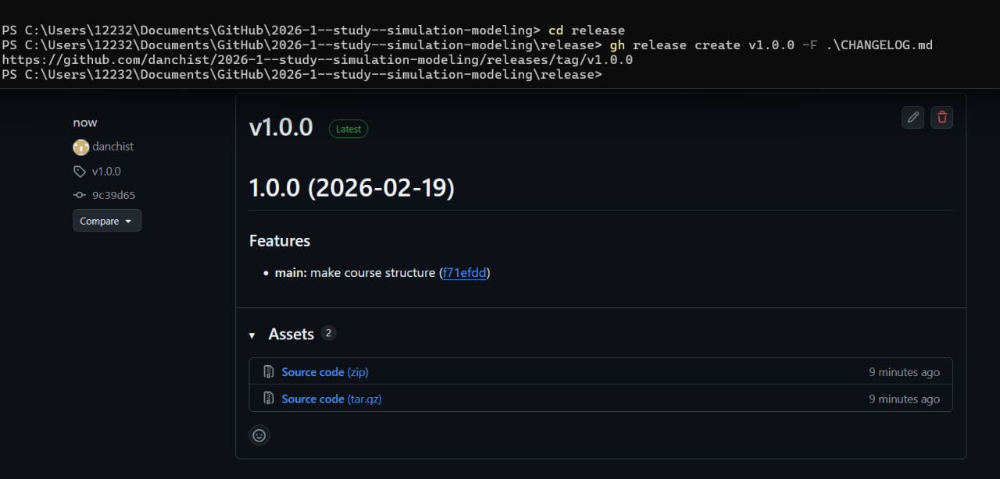 PS C:\Users\12232\Documents\GitHub\2026-1--study--simulation-modeling> cd release
PS C:\Users\12232\Documents\GitHub\2026-1--study--simulation-modeling\release> gh release create v1.0.0 -F .\CHANGELOG.md
https://github.com/danchist/2026-1--study--simulation-modeling/releases/tag/v1.0.0
PS C:\Users\12232\Documents\GitHub\2026-1--study--simulation-modeling\release>
now
danchist
v1.0.0
9c39d65
Compare
v1.0.0 Latest
1.0.0 (2026-02-19)
Features
• main: make course structure (f71efdd)
Assets 2
Source code (zip) 9 minutes ago
Source code (tar.gz) 9 minutes ago